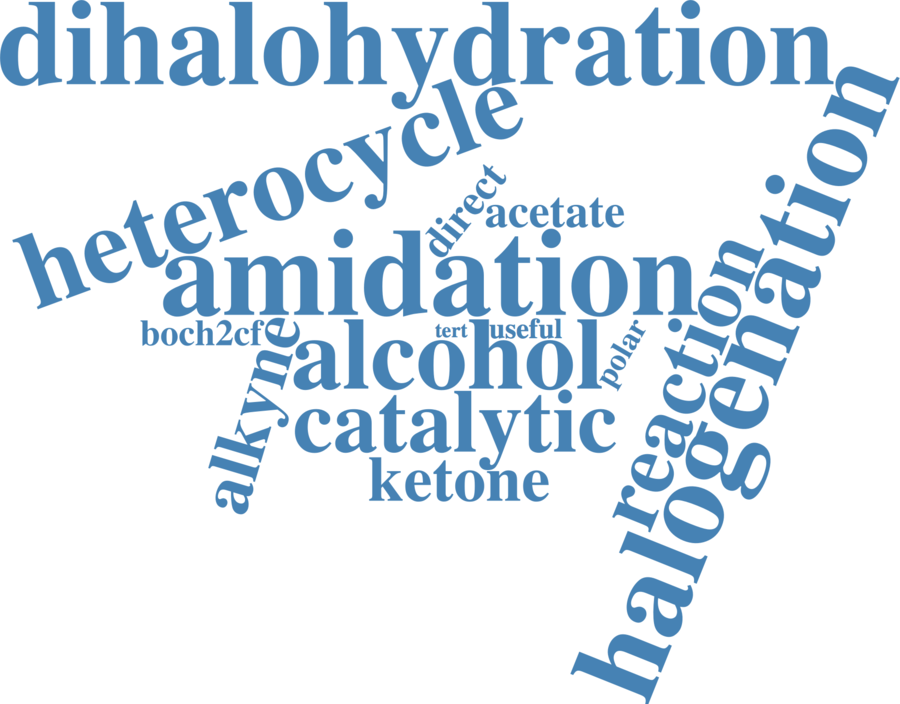 dihalohydration
heterocycle
halogenation
direct
acetate
amidation
reaction
boch2cf
tert
useful
polar
alkyne
alcohol
catalytic
ketone